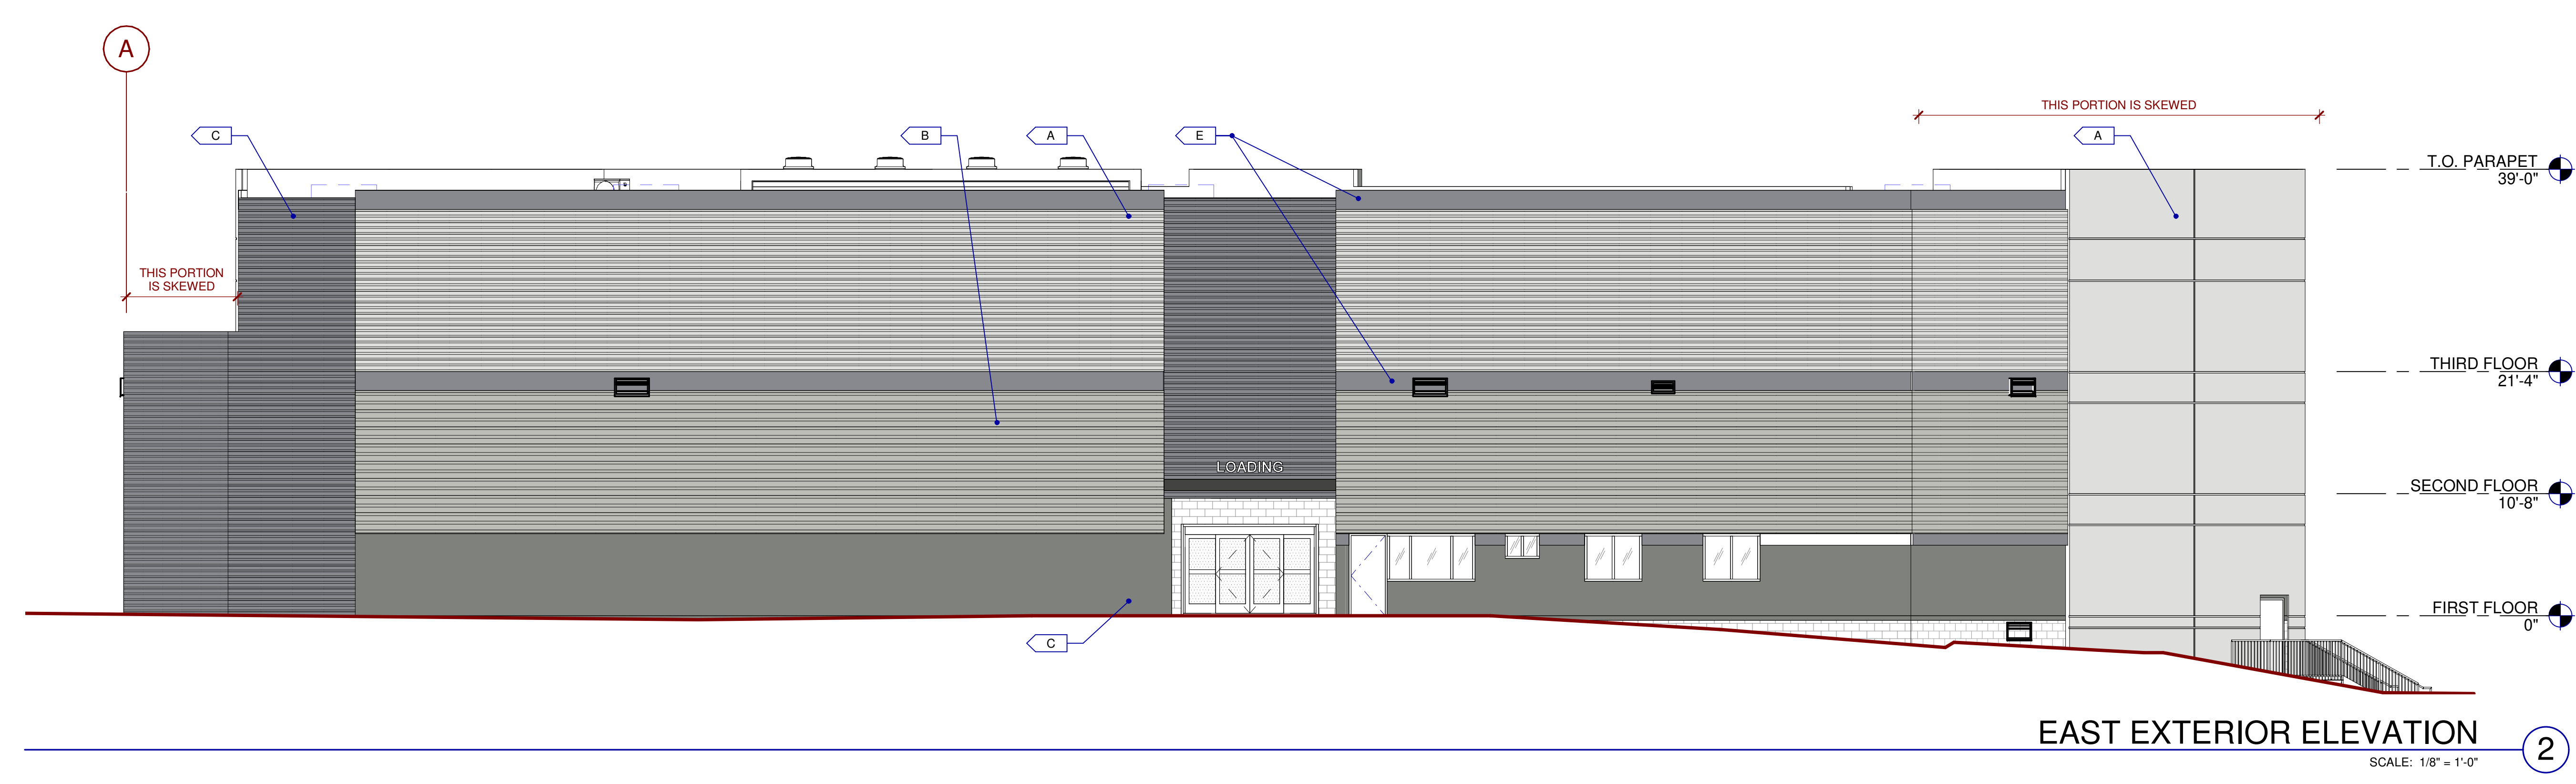 A
THIS PORTION IS SKEWED
C
B
A
E
A
T.O. PARAPET
39'-0"
THIS PORTION
IS SKEWED
THIRD FLOOR
21'-4"
LOADING
SECOND FLOOR
10'-8"
FIRST FLOOR
0"
C
EAST EXTERIOR ELEVATION
2
SCALE: 1/8" = 1'-0"